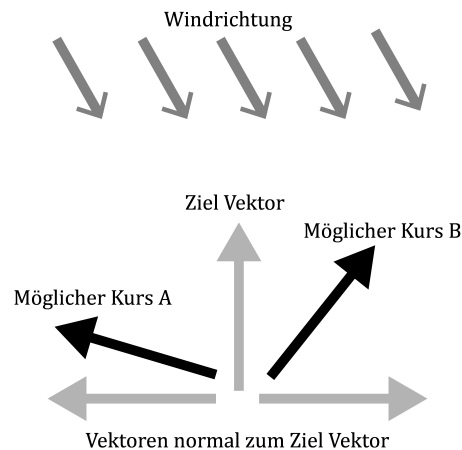 Windrichtung
Ziel Vektor
Möglicher Kurs B
Möglicher Kurs A
Vektoren normal zum Ziel Vektor